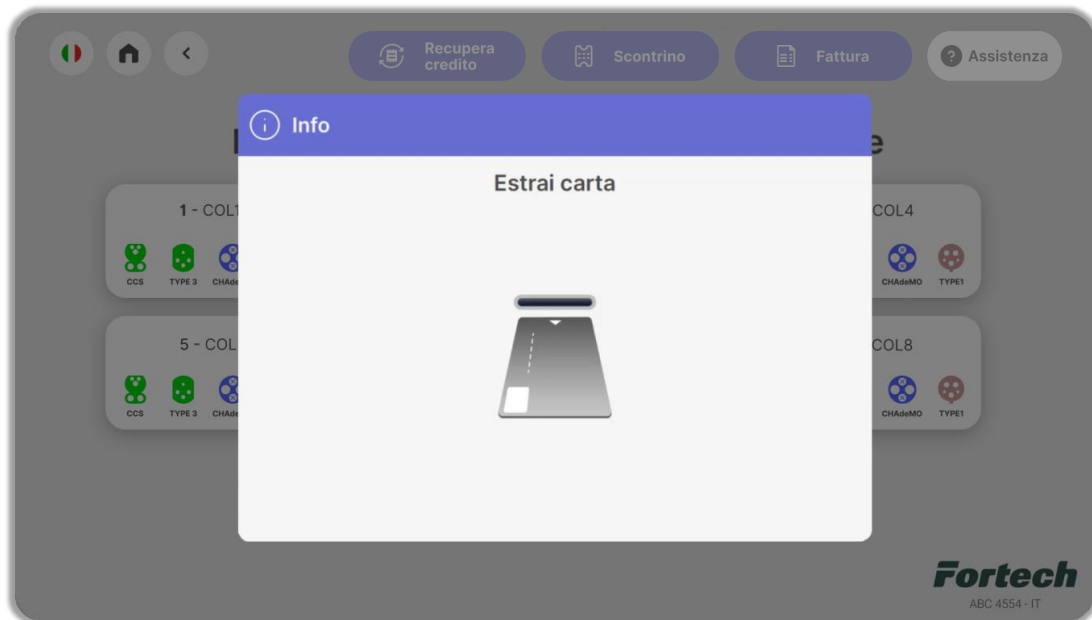 Recupera
credito
Scontrino
Fattura
? Assistenza
i Info
Estrai carta
1 - COL1
COL4
CCS
TYPE 3
CHAdeMO
TYPE1
5 - COL
COL8
CCS
TYPE 3
CHAdeMO
TYPE1
Fortech
ABC 4554 - IT